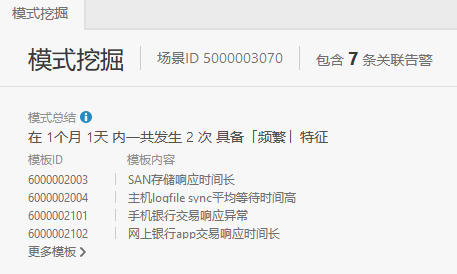 模式挖掘
模式挖掘 场景ID 5000003070 包含 7 条关联告警
模式总结
在 1个月 1天 内一共发生 2 次 具备「频繁」特征
模板ID 模板内容
6000002003 SAN存储响应时间长
6000002004 主机logfile sync平均等待时间高
6000002101 手机银行交易响应异常
6000002102 网上银行app交易响应时间长
更多模板